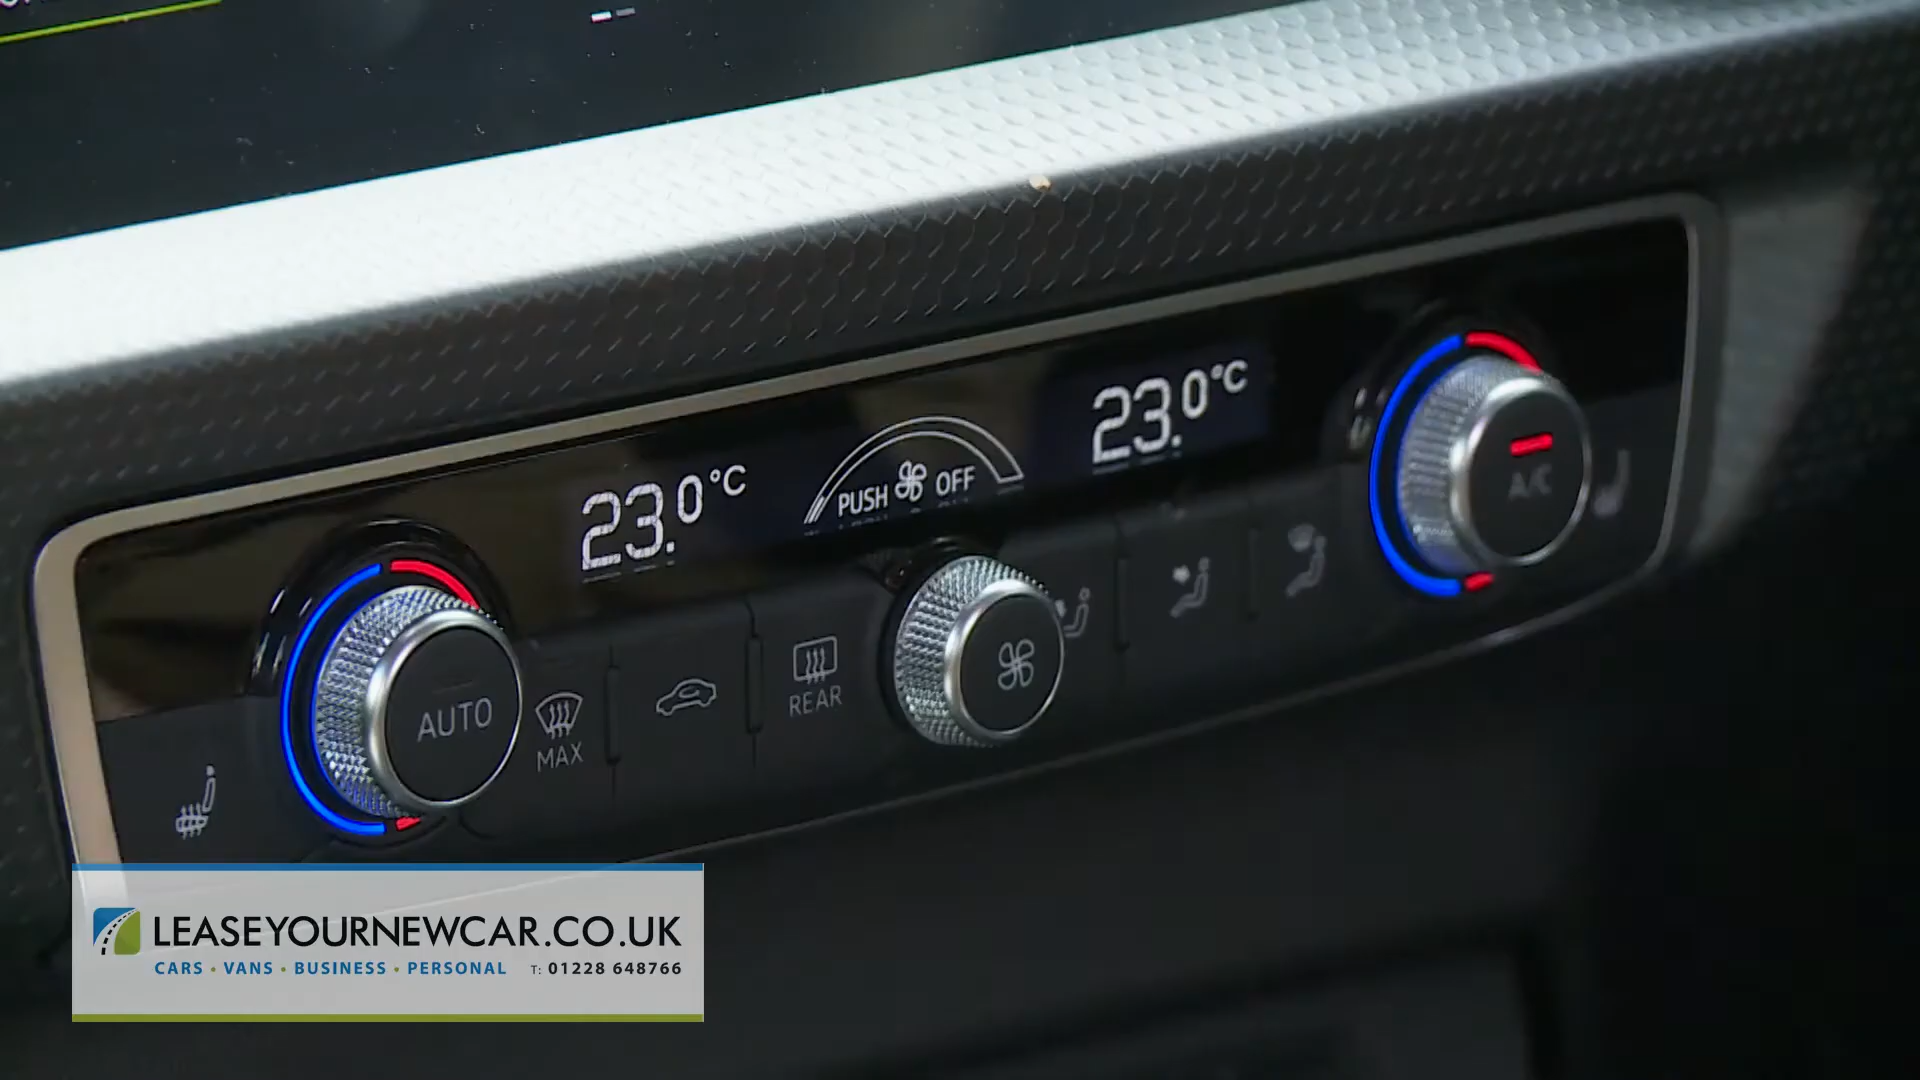 23.0°C
PUSH OFF
23.0°C
AUTO
MAX
REAR
A/C
LEASEYOURNEWCAR.CO.UK
CARS • VANS • BUSINESS • PERSONAL T: 01228 648766